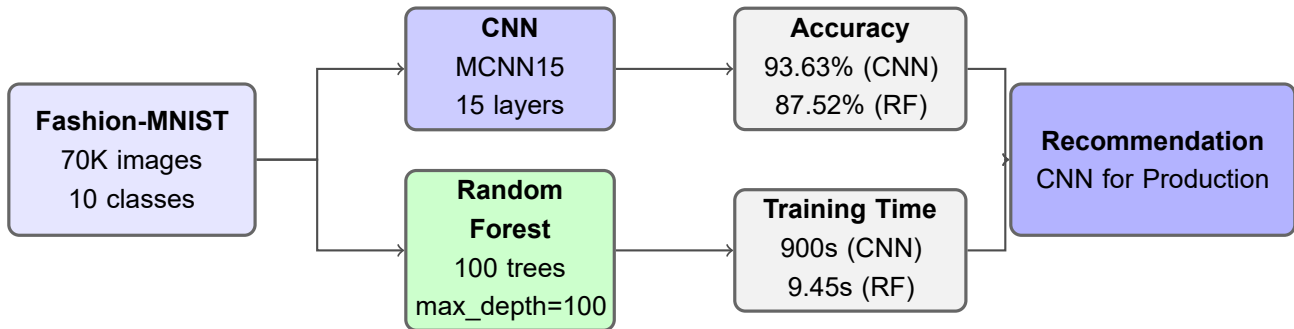 Fashion-MNIST
70K images
10 classes
CNN
MCNN15
15 layers
Random
Forest
100 trees
max_depth=100
Accuracy
93.63% (CNN)
87.52% (RF)
Training Time
900s (CNN)
9.45s (RF)
Recommendation
CNN for Production